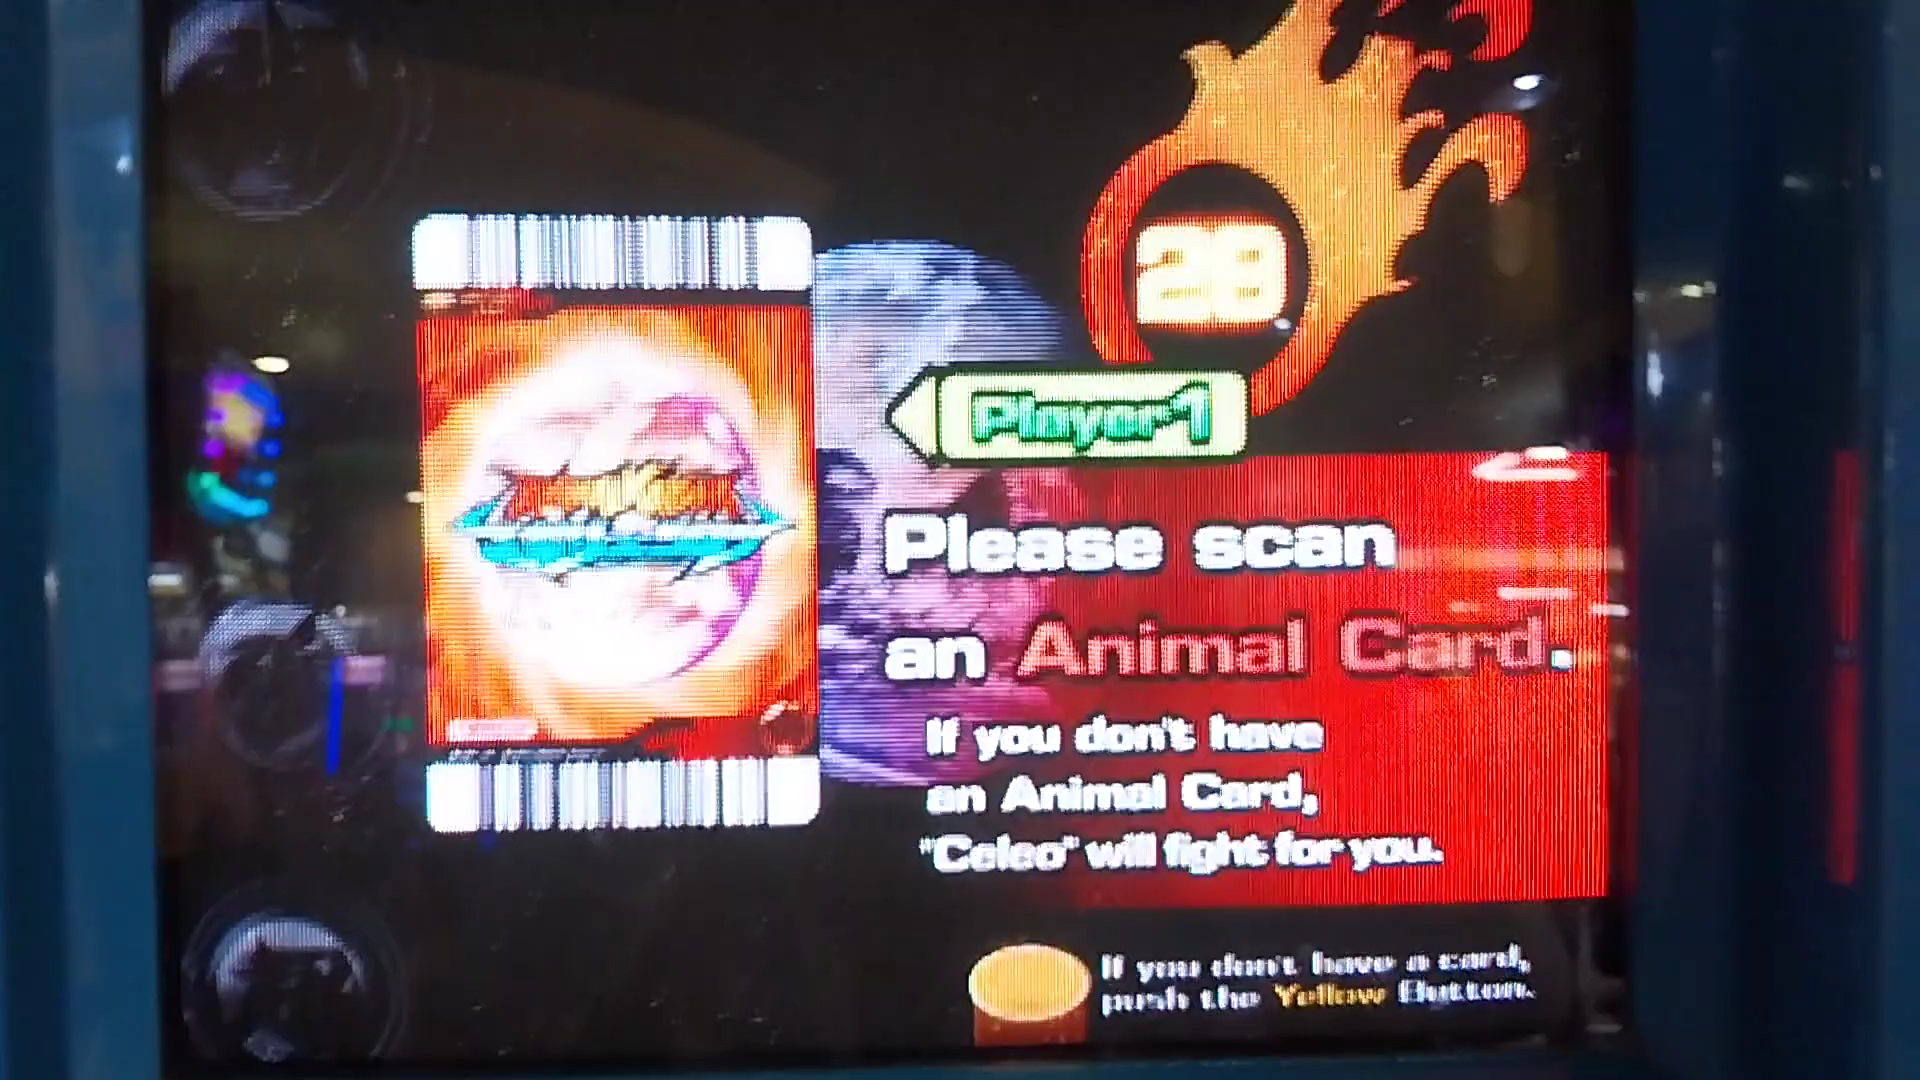 28
Player1
Please scan
an Animal Card.
If you don't have
an Animal Card,
"Celeo" will fight for you.
If you don't have a card,
push the Yellow Button.